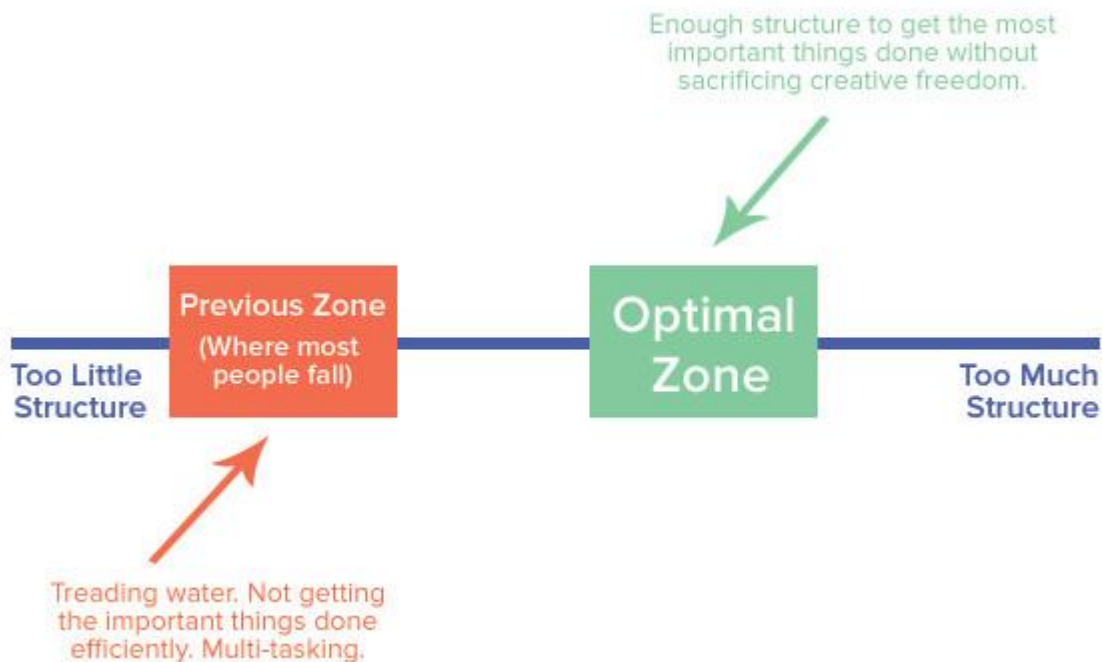 Enough structure to get the most
important things done without
sacrificing creative freedom.
Previous Zone
(Where most
people fall)
Optimal
Zone
Too Little
Structure
Too Much
Structure
Treading water. Not getting
the important things done
efficiently. Multi-tasking.